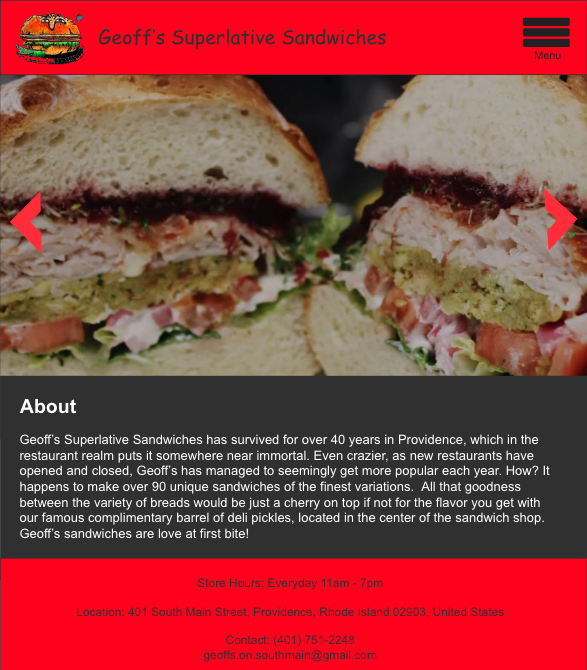 Geoff's Superlative Sandwiches
Menu
About
Geoff's Superlative Sandwiches has survived for over 40 years in Providence, which in the
restaurant realm puts it somewhere near immortal. Even crazier, as new restaurants have
opened and closed, Geoff's has managed to seemingly get more popular each year. How? It
happens to make over 90 unique sandwiches of the finest variations.  All that goodness
between the variety of breads would be just a cherry on top if not for the flavor you get with
our famous complimentary barrel of deli pickles, located in the center of the sandwich shop.
Geoff's sandwiches are love at first bite!
Store Hours: Everyday 11am - 7pm
Location: 401 South Main Street, Providence, Rhode Island 02903, United States
Contact: (401) 751-2248
geoffs.on.southmain@gmail.com